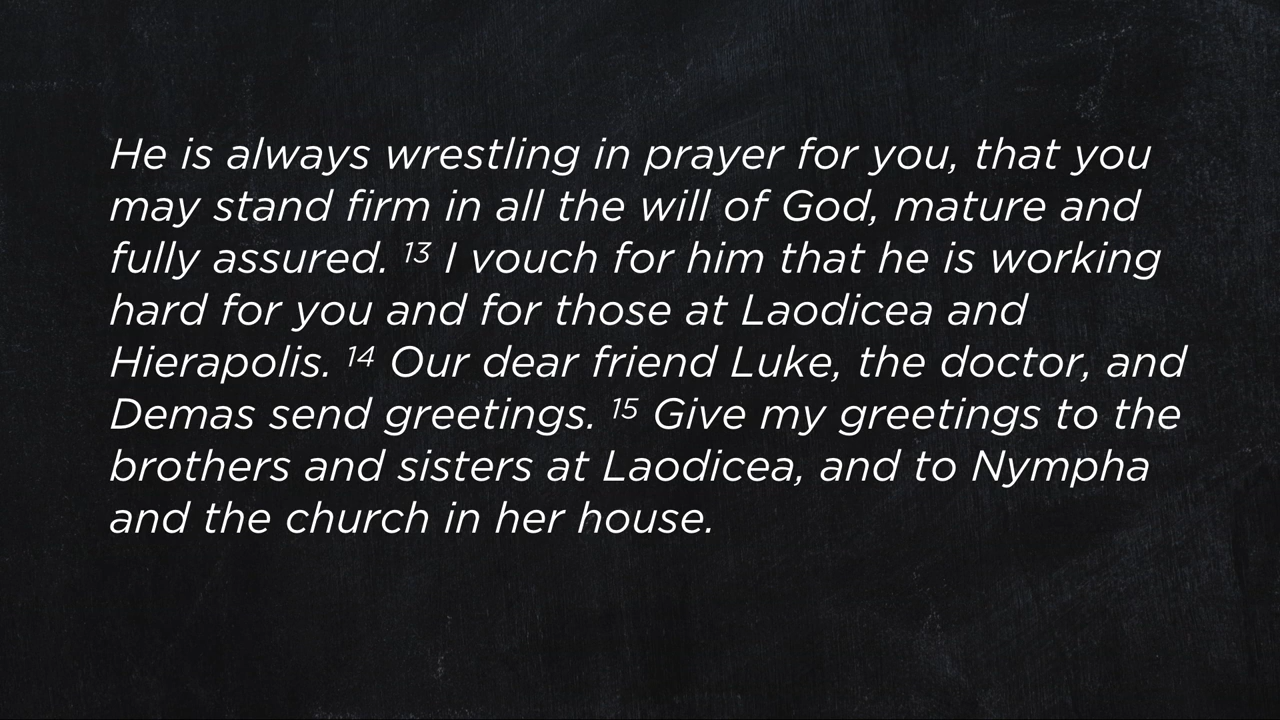 He is always wrestling in prayer for you, that you
may stand firm in all the will of God, mature and
fully assured. 13 I vouch for him that he is working
hard for you and for those at Laodicea and
Hierapolis. 14 Our dear friend Luke, the doctor, and
Demas send greetings. 15 Give my greetings to the
brothers and sisters at Laodicea, and to Nympha
and the church in her house.